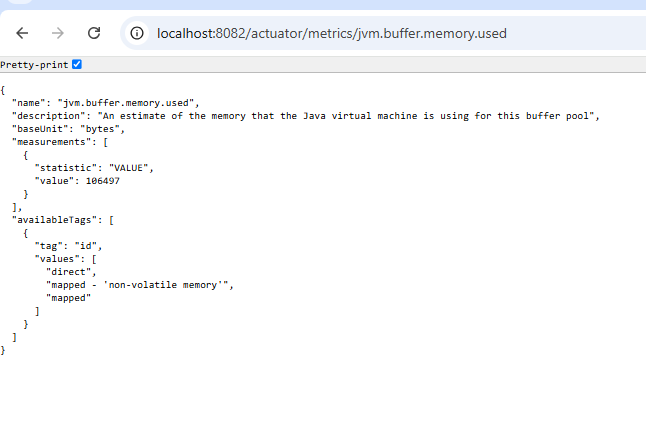 localhost:8082/actuator/metrics/jvm.buffer.memory.used
Pretty-print
{
  "name": "jvm.buffer.memory.used",
  "description": "An estimate of the memory that the Java virtual machine is using for this buffer pool",
  "baseUnit": "bytes",
  "measurements": [
    {
      "statistic": "VALUE",
      "value": 106497
    }
  ],
  "availableTags": [
    {
      "tag": "id",
      "values": [
        "direct",
        "mapped - 'non-volatile memory'",
        "mapped"
      ]
    }
  ]
}